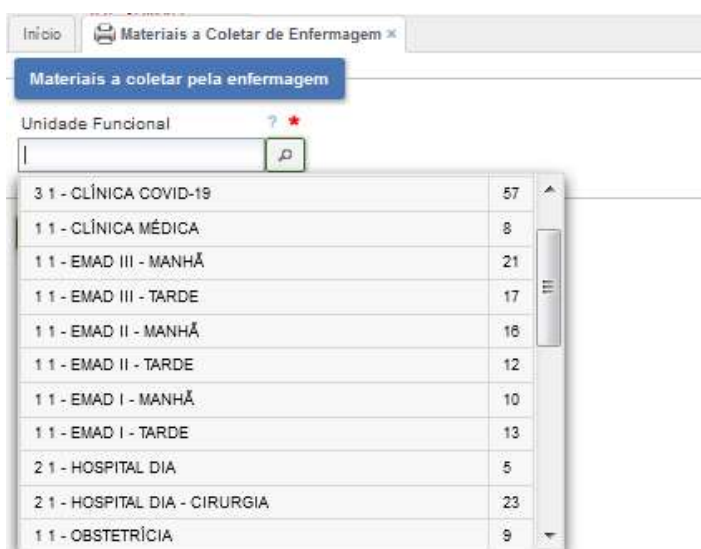 Início
Materiais a Coletar de Enfermagem ×
Materiais a coletar pela enfermagem
Unidade Funcional ? *
3 1 - CLÍNICA COVID-19 57
1 1 - CLÍNICA MÉDICA 8
1 1 - EMAD III - MANHÃ 21
1 1 - EMAD III - TARDE 17
1 1 - EMAD II - MANHÃ 16
1 1 - EMAD II - TARDE 12
1 1 - EMAD I - MANHÃ 10
1 1 - EMAD I - TARDE 13
2 1 - HOSPITAL DIA 5
2 1 - HOSPITAL DIA - CIRURGIA 23
1 1 - OBSTETRÍCIA 9